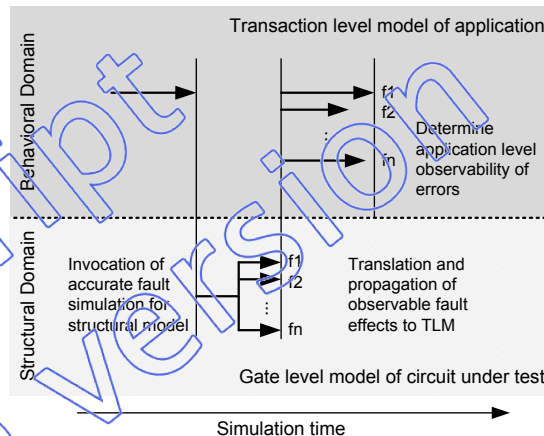 Transaction level model of application
Behavioral Domain
f1
f2
⋮
fn
Determine
application level
observability of
errors
Structural Domain
Invocation of
accurate fault
simulation for
structural model
f1
f2
⋮
fn
Translation and
propagation of
observable fault
effects to TLM
Gate level model of circuit under test
Simulation time
ipt
version